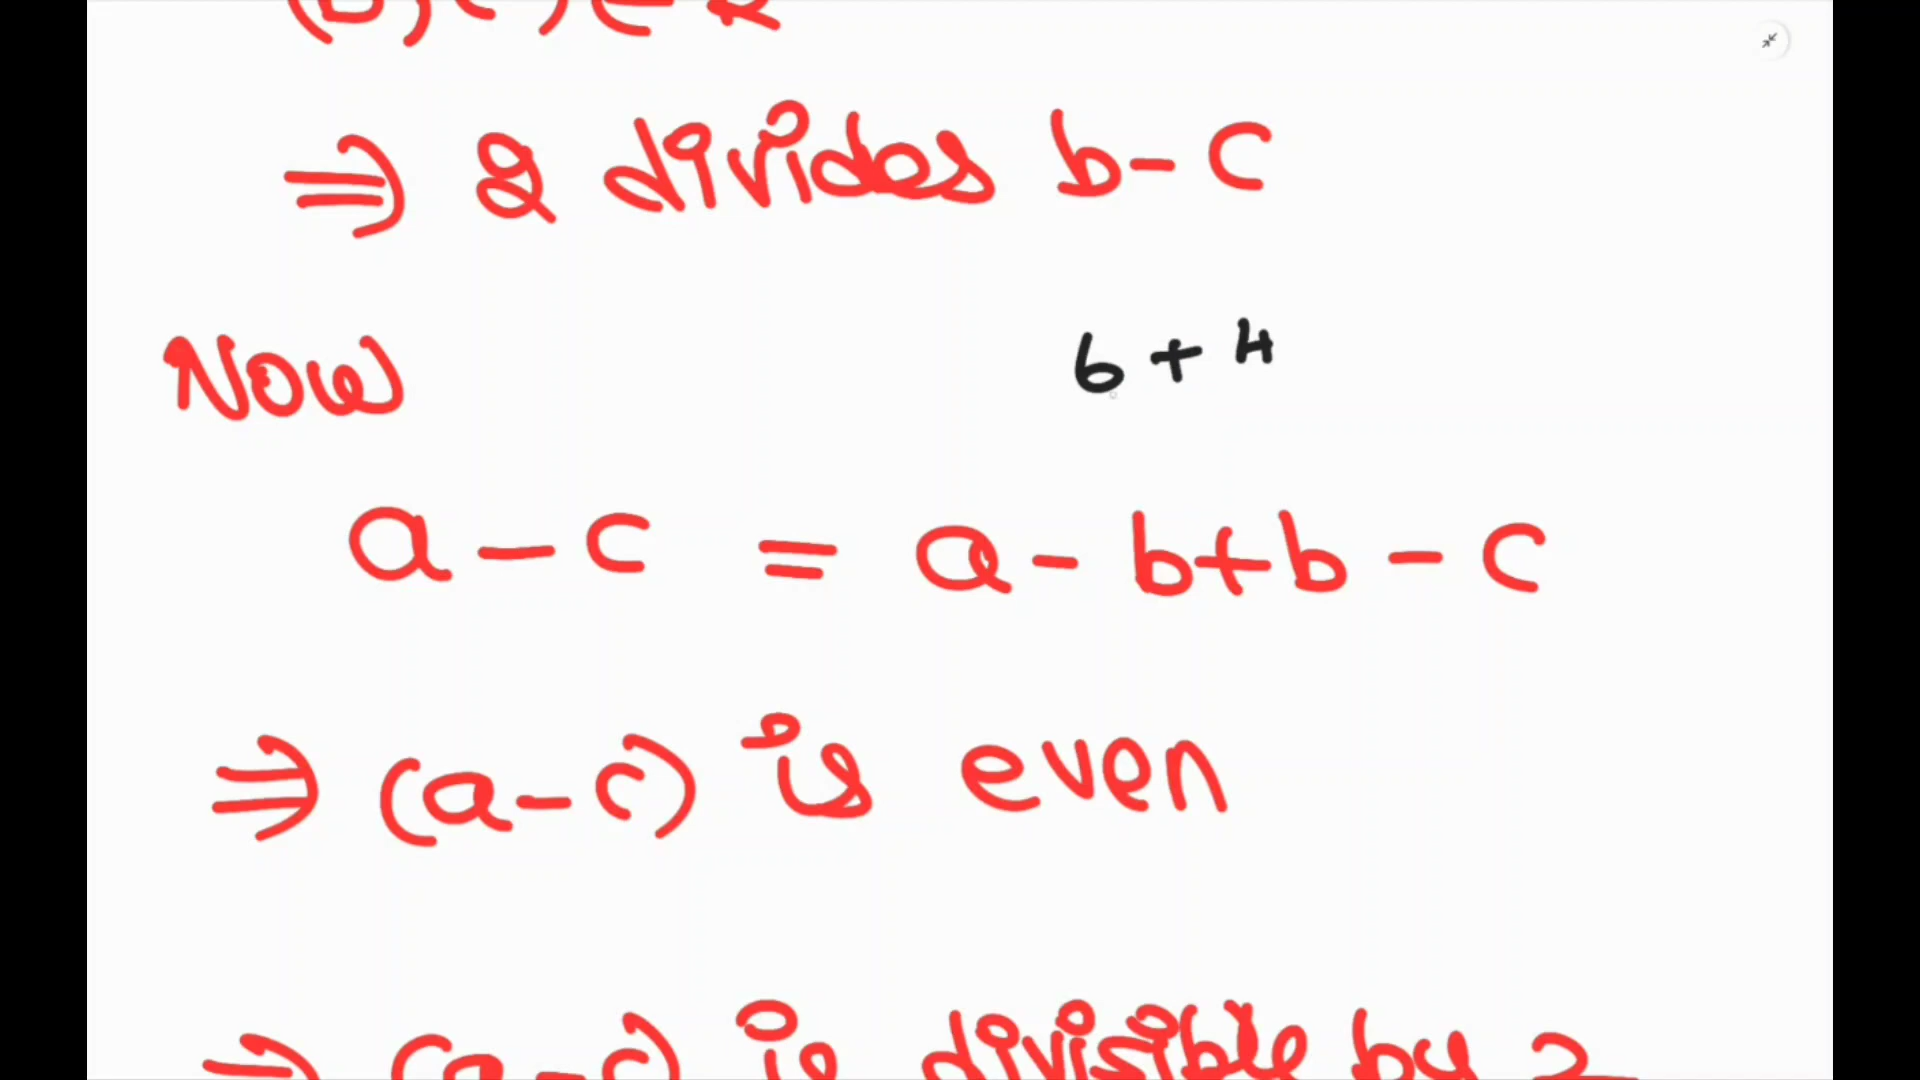 (b, c) ∈ R
⇒ 2 divides b - c
Now
6 + 4
a - c = a - b + b - c
⇒ (a - c) is even
⇒ (a - c) is divisible by 2